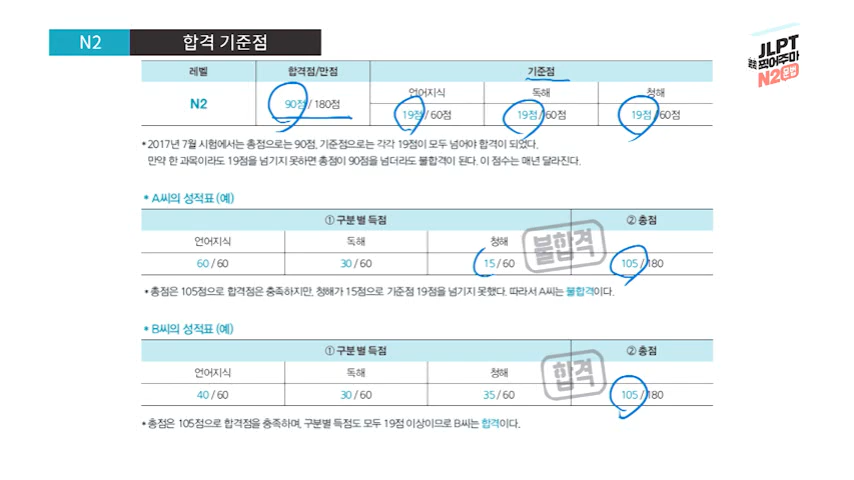 N2 합격 기준점
JLPT
콕콕 찍어주마
N2 문법
레벨 합격점/만점 기준점
언어지식 독해 청해
N2 90점 / 180점 19점 / 60점 19점 / 60점 19점 / 60점
* 2017년 7월 시험에서는 총점으로는 90점, 기준점으로는 각각 19점이 모두 넘어야 합격이 되었다.
만약 한 과목이라도 19점을 넘기지 못하면 총점이 90점을 넘더라도 불합격이 된다. 이 점수는 매년 달라진다.
* A씨의 성적표 (예)
① 구분별 득점 ② 총점
언어지식 독해 청해 불합격
60 / 60 30 / 60 15 / 60 105 / 180
* 총점은 105점으로 합격점은 충족하지만, 청해가 15점으로 기준점 19점을 넘기지 못했다. 따라서 A씨는 불합격이다.
* B씨의 성적표 (예)
① 구분별 득점 ② 총점
언어지식 독해 청해 합격
40 / 60 30 / 60 35 / 60 105 / 180
* 총점은 105점으로 합격점을 충족하며, 구분별 득점도 모두 19점 이상이므로 B씨는 합격이다.